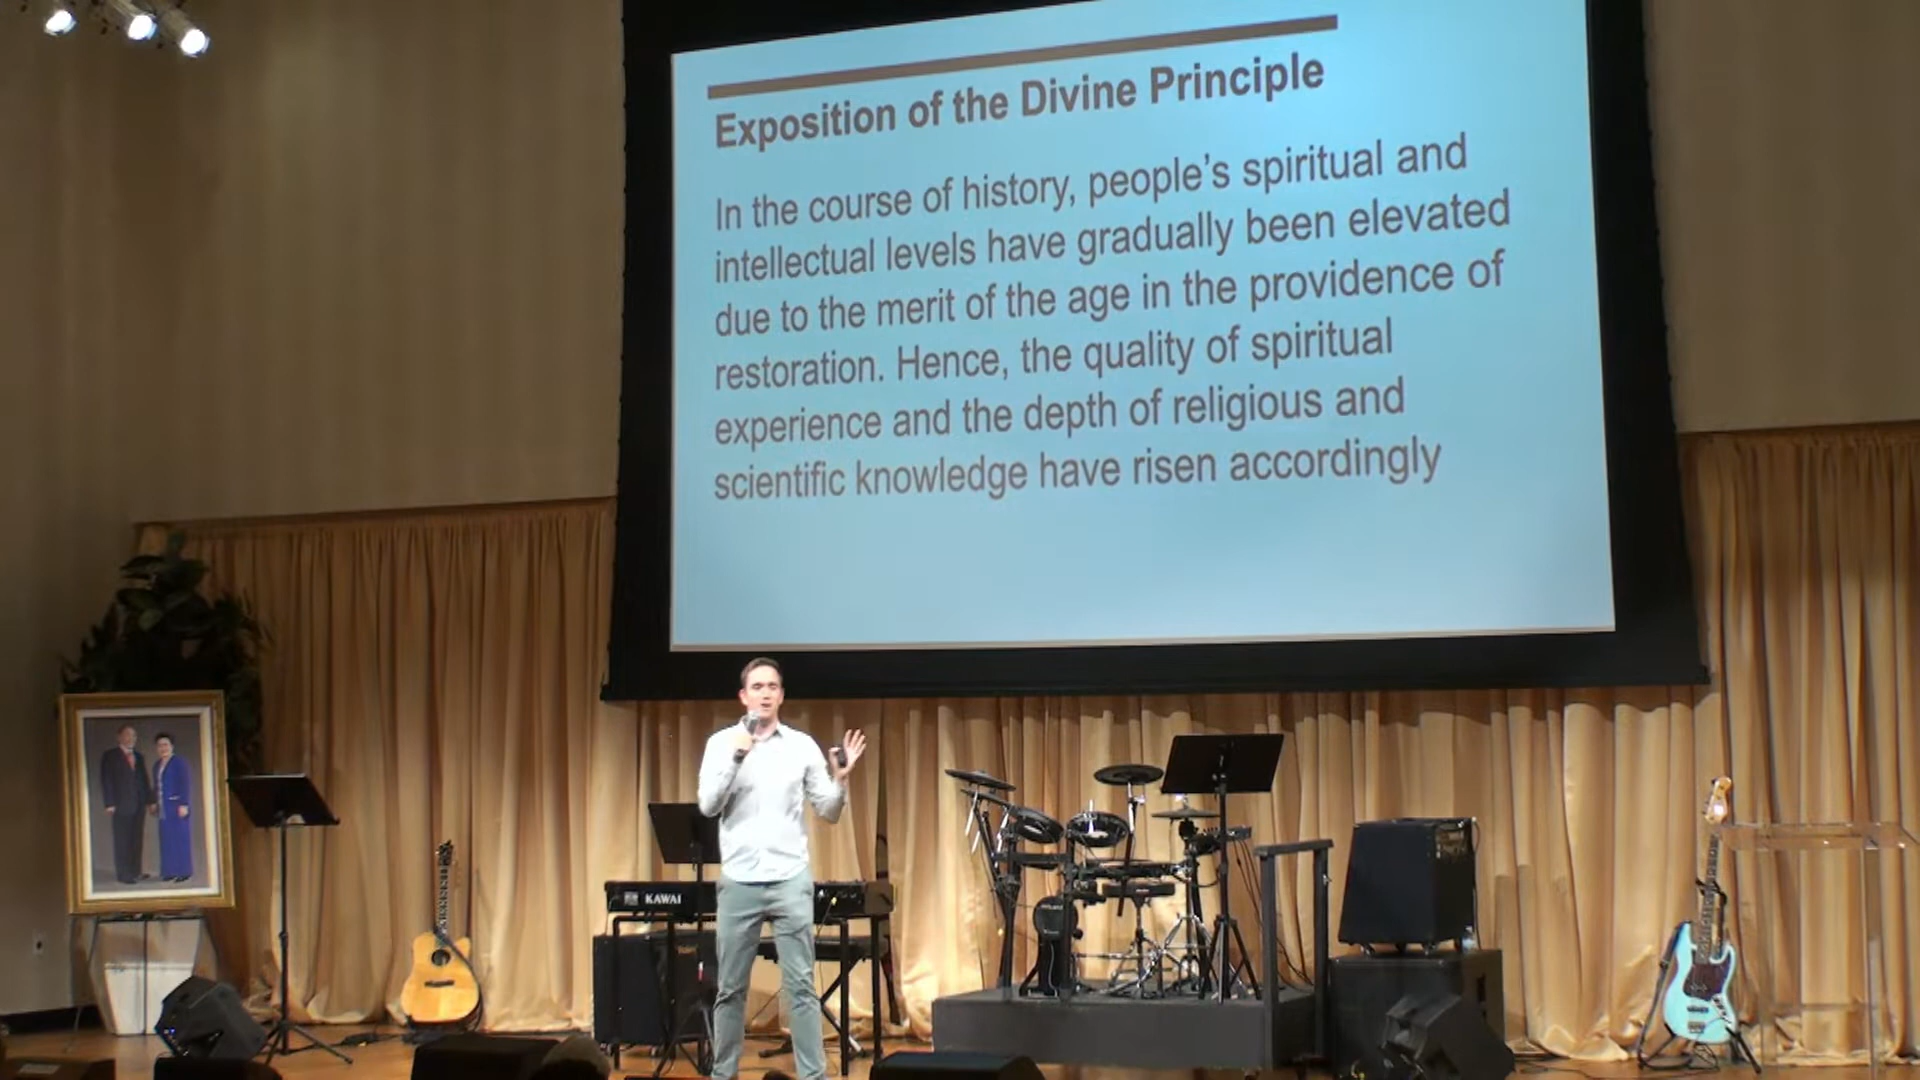 Exposition of the Divine Principle
In the course of history, people's spiritual and
intellectual levels have gradually been elevated
due to the merit of the age in the providence of
restoration. Hence, the quality of spiritual
experience and the depth of religious and
scientific knowledge have risen accordingly
KAWAI